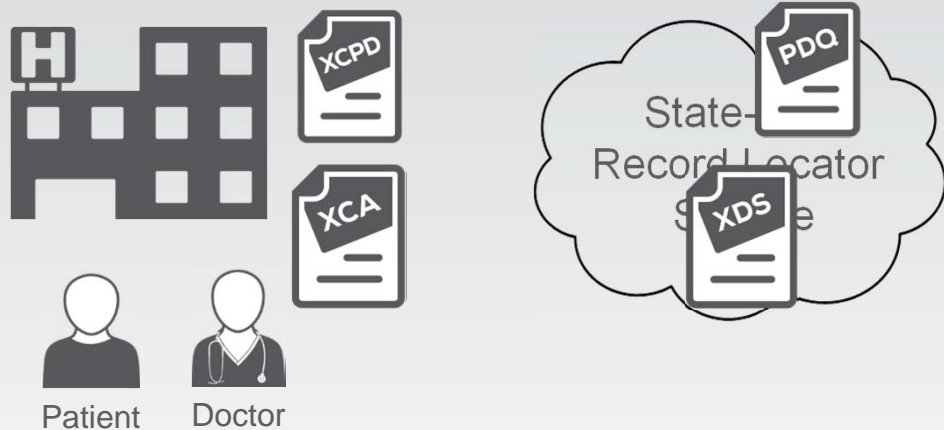 H
XCPD
XCA
PDQ
State-
Record Locator
XDS
Patient
Doctor